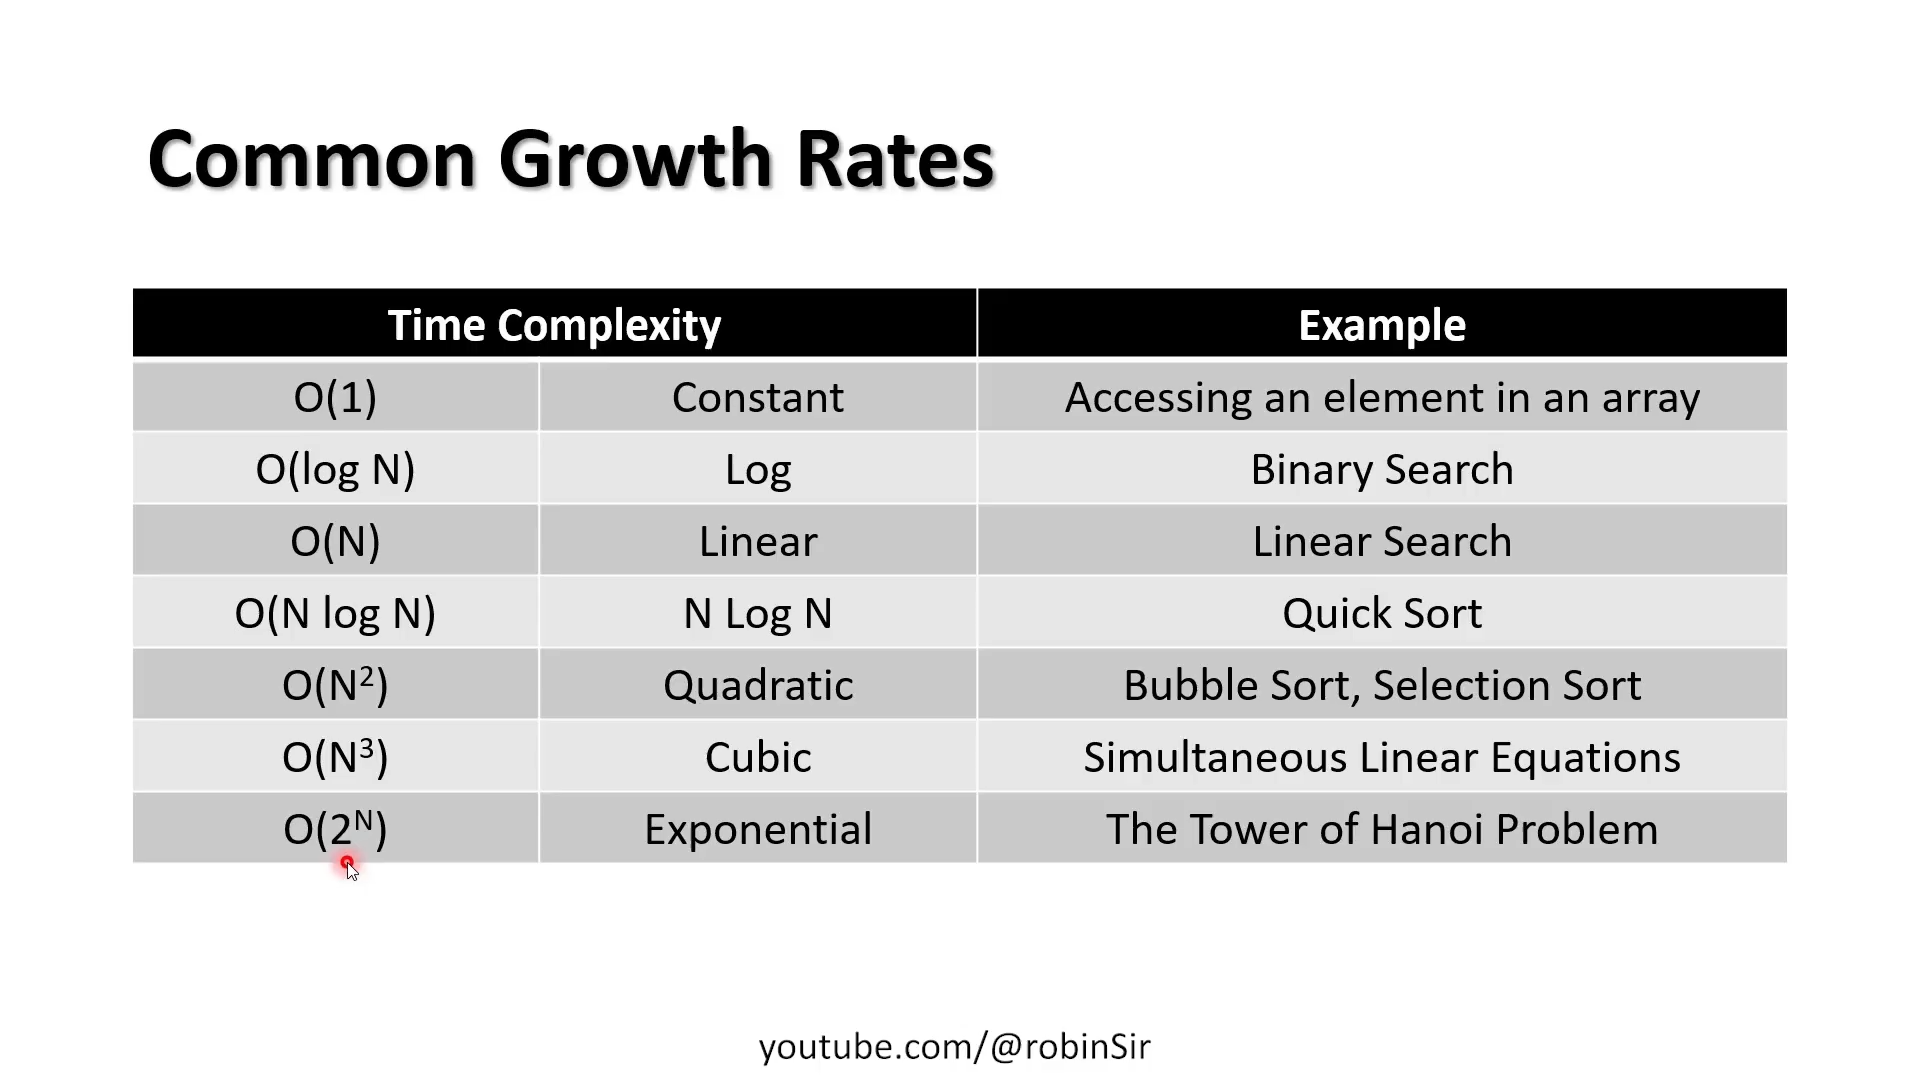 Common Growth Rates
Time Complexity Example
O(1) Constant Accessing an element in an array
O(log N) Log Binary Search
O(N) Linear Linear Search
O(N log N) N Log N Quick Sort
O(N²) Quadratic Bubble Sort, Selection Sort
O(N³) Cubic Simultaneous Linear Equations
O(2ᴺ) Exponential The Tower of Hanoi Problem
youtube.com/@robinSir